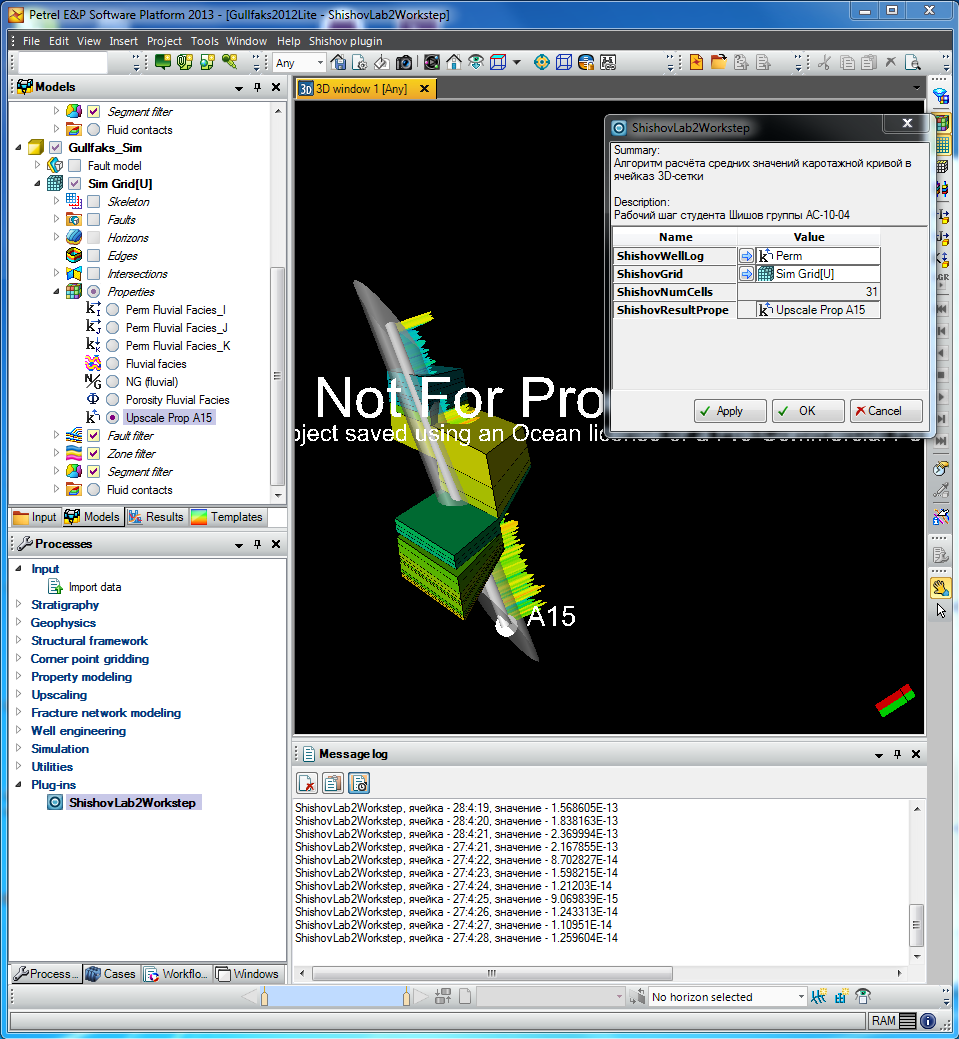 Petrel E&P Software Platform 2013 - [Gullfaks2012Lite - ShishovLab2Workstep]
File Edit View Insert Project Tools Window Help Shishov plugin
Any
Models
Segment filter
Fluid contacts
Gullfaks_Sim
Fault model
Sim Grid[U]
Skeleton
Faults
Horizons
Edges
Intersections
Properties
Perm Fluvial Facies_I
Perm Fluvial Facies_J
Perm Fluvial Facies_K
Fluvial facies
N/G NG (fluvial)
Φ Porosity Fluvial Facies
Upscale Prop A15
Fault filter
Zone filter
Segment filter
Fluid contacts
Input Models Results Templates
Processes
Input
Import data
Stratigraphy
Geophysics
Structural framework
Corner point gridding
Property modeling
Upscaling
Fracture network modeling
Well engineering
Simulation
Utilities
Plug-ins
ShishovLab2Workstep
Process... Cases Workflo... Windows
3D window 1 [Any]
Not For Pro
oject saved using an Ocean
A15
ShishovLab2Workstep
Summary:
Алгоритм расчёта средних значений каротажной кривой в
ячейках 3D-сетки
Description:
Рабочий шаг студента Шишов группы АС-10-04
Name Value
ShishovWellLog Perm
ShishovGrid Sim Grid[U]
ShishovNumCells 31
ShishovResultPrope Upscale Prop A15
Apply OK Cancel
Message log
ShishovLab2Workstep, ячейка - 28:4:19, значение - 1.568605E-13
ShishovLab2Workstep, ячейка - 28:4:20, значение - 1.838163E-13
ShishovLab2Workstep, ячейка - 28:4:21, значение - 2.369994E-13
ShishovLab2Workstep, ячейка - 27:4:21, значение - 2.167855E-13
ShishovLab2Workstep, ячейка - 27:4:22, значение - 8.702827E-14
ShishovLab2Workstep, ячейка - 27:4:23, значение - 1.598215E-14
ShishovLab2Workstep, ячейка - 27:4:24, значение - 1.21203E-14
ShishovLab2Workstep, ячейка - 27:4:25, значение - 9.069839E-15
ShishovLab2Workstep, ячейка - 27:4:26, значение - 1.243313E-14
ShishovLab2Workstep, ячейка - 27:4:27, значение - 1.10951E-14
ShishovLab2Workstep, ячейка - 27:4:28, значение - 1.259604E-14
No horizon selected
RAM